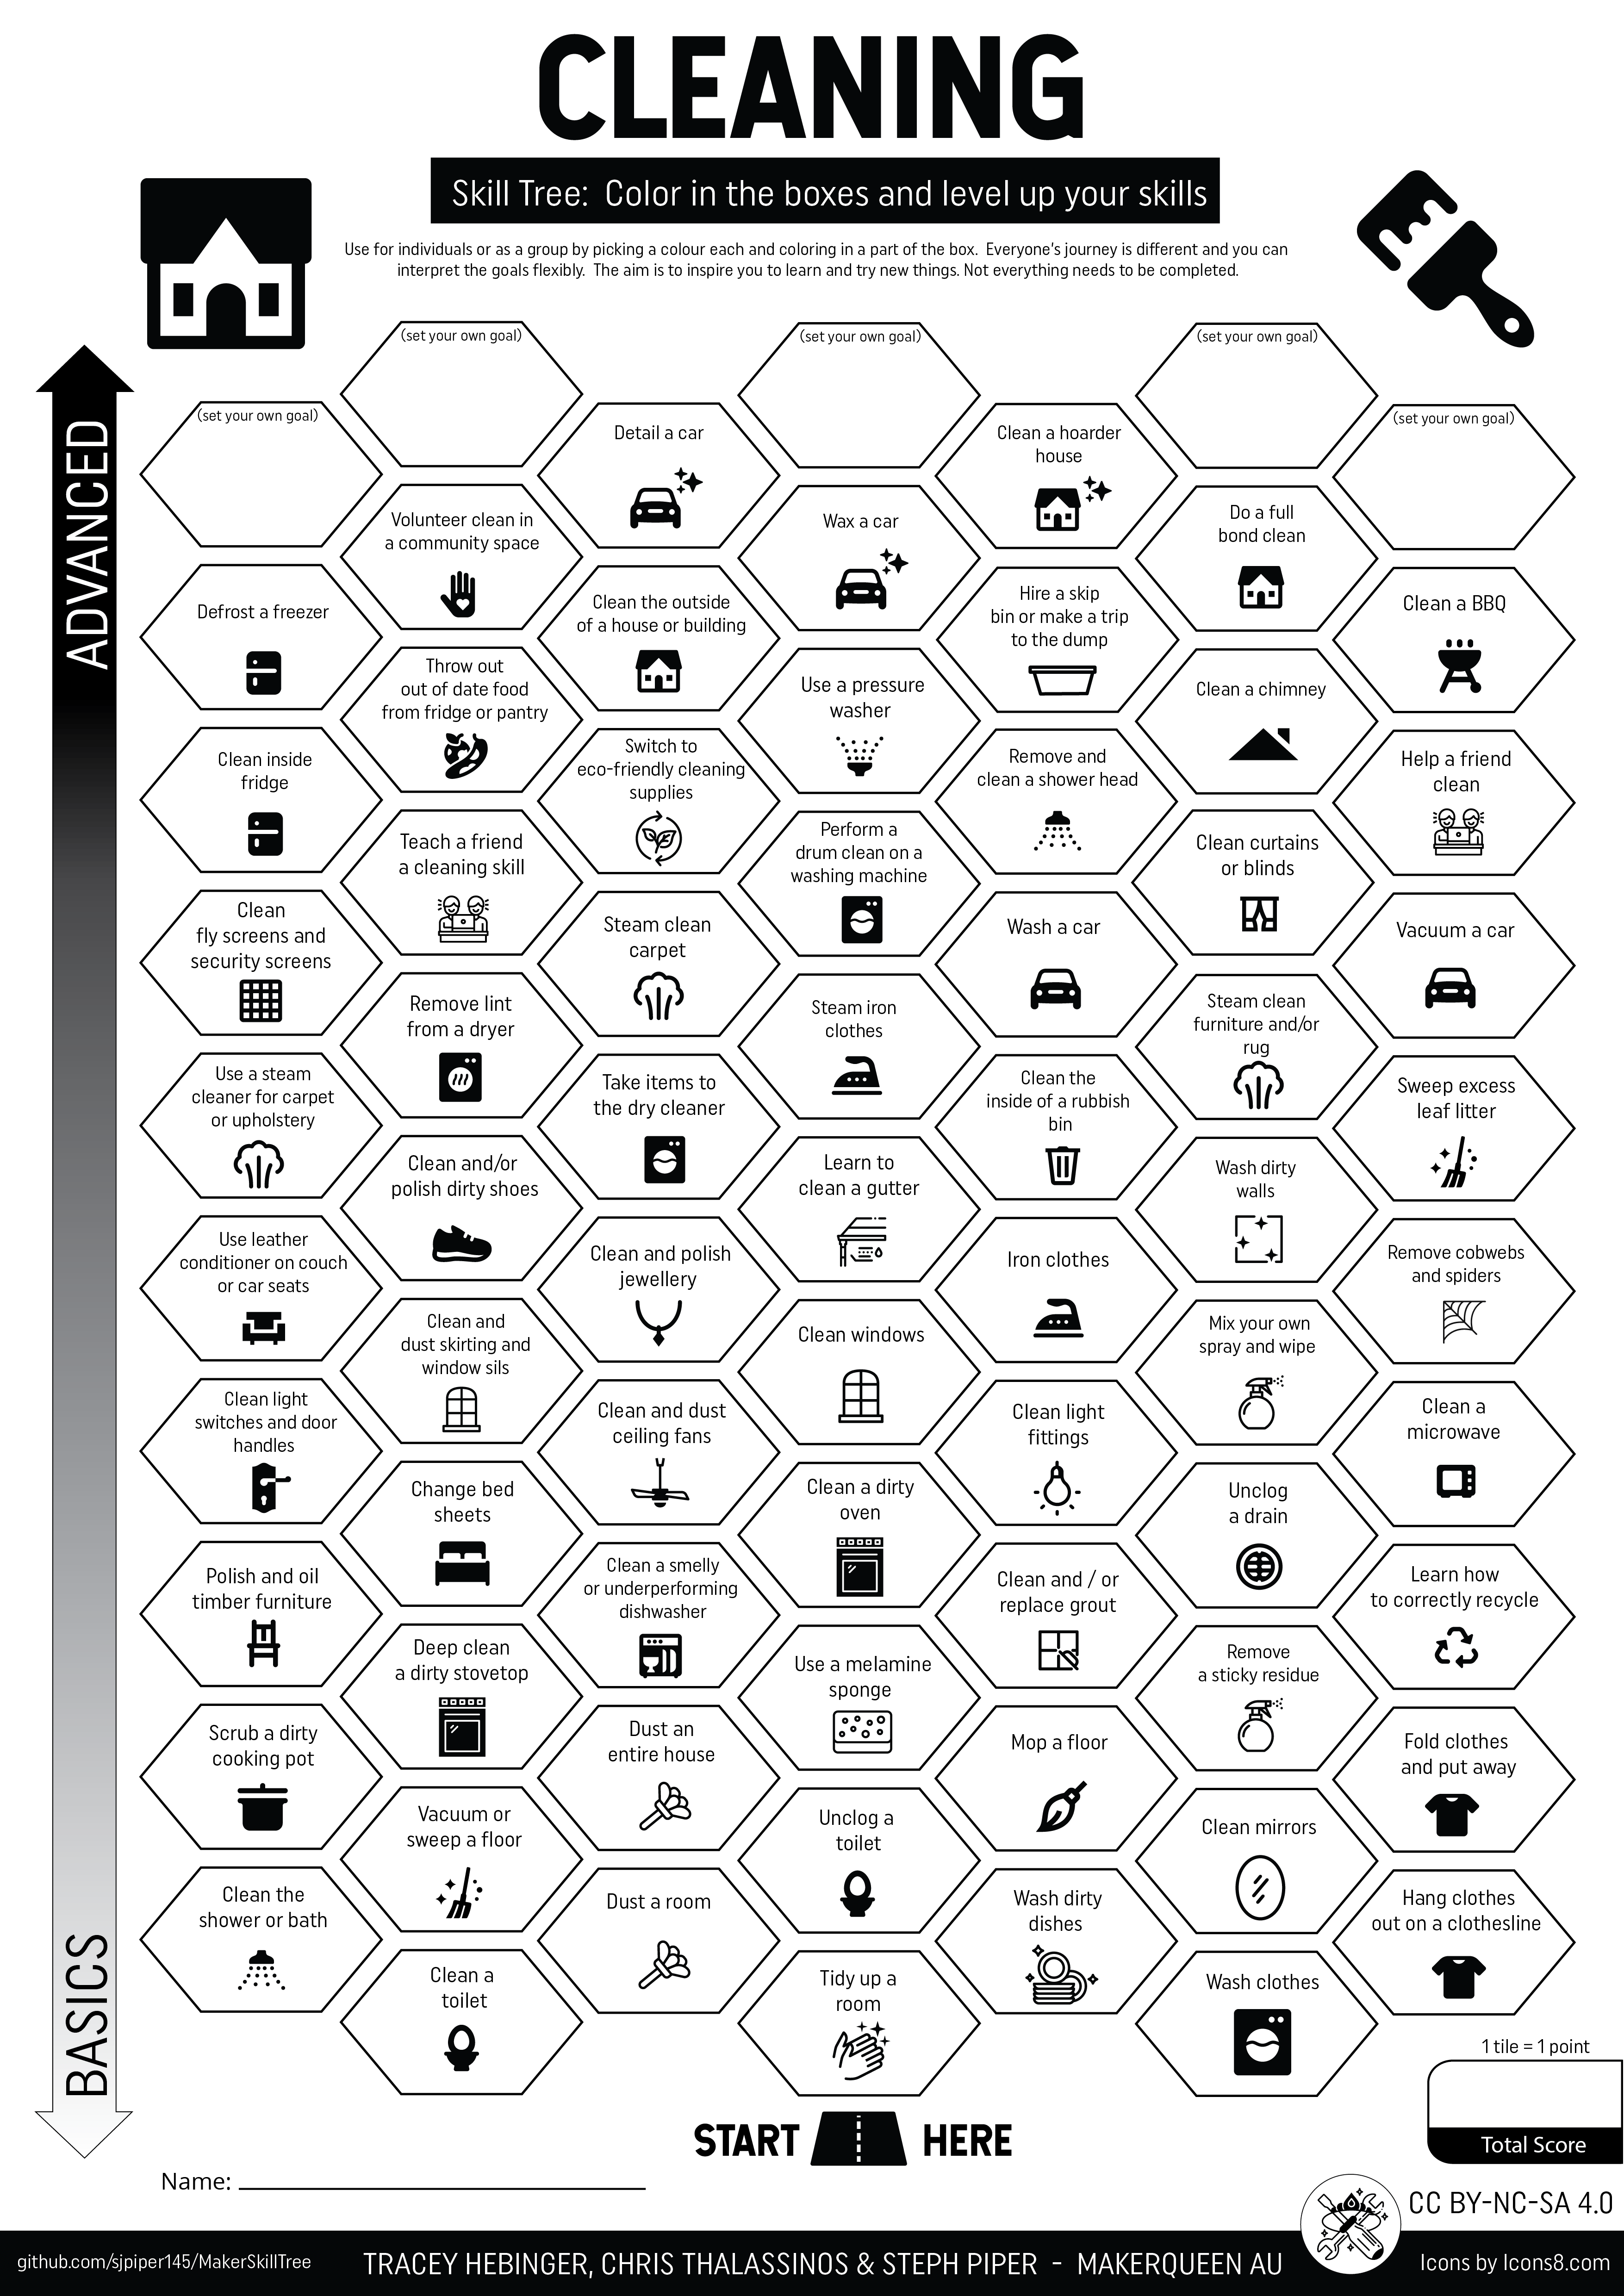 CLEANING
Skill Tree: Color in the boxes and level up your skills
Use for individuals or as a group by picking a colour each and coloring in a part of the box. Everyone's journey is different and you can
interpret the goals flexibly. The aim is to inspire you to learn and try new things. Not everything needs to be completed.
ADVANCED
(set your own goal)
(set your own goal)
(set your own goal)
(set your own goal)
(set your own goal)
Detail a car
Clean a hoarder
house
Volunteer clean in
a community space
Wax a car
Do a full
bond clean
Defrost a freezer
Clean the outside
of a house or building
Hire a skip
bin or make a trip
to the dump
Clean a BBQ
Throw out
out of date food
from fridge or pantry
Use a pressure
washer
Clean a chimney
Clean inside
fridge
Switch to
eco-friendly cleaning
supplies
Remove and
clean a shower head
Help a friend
clean
Teach a friend
a cleaning skill
Perform a
drum clean on a
washing machine
Clean curtains
or blinds
Clean
fly screens and
security screens
Steam clean
carpet
Wash a car
Vacuum a car
Remove lint
from a dryer
Steam iron
clothes
Steam clean
furniture and/or
rug
Use a steam
cleaner for carpet
or upholstery
Take items to
the dry cleaner
Clean the
inside of a rubbish
bin
Sweep excess
leaf litter
Clean and/or
polish dirty shoes
Learn to
clean a gutter
Wash dirty
walls
Use leather
conditioner on couch
or car seats
Clean and polish
jewellery
Iron clothes
Remove cobwebs
and spiders
Clean and
dust skirting and
window sils
Clean windows
Mix your own
spray and wipe
Clean light
switches and door
handles
Clean and dust
ceiling fans
Clean light
fittings
Clean a
microwave
Change bed
sheets
Clean a dirty
oven
Unclog
a drain
Polish and oil
timber furniture
Clean a smelly
or underperforming
dishwasher
Clean and / or
replace grout
Learn how
to correctly recycle
Deep clean
a dirty stovetop
Use a melamine
sponge
Remove
a sticky residue
Scrub a dirty
cooking pot
Dust an
entire house
Mop a floor
Fold clothes
and put away
Vacuum or
sweep a floor
Unclog a
toilet
Clean mirrors
Clean the
shower or bath
Dust a room
Wash dirty
dishes
Hang clothes
out on a clothesline
Clean a
toilet
Tidy up a
room
Wash clothes
BASICS
1 tile = 1 point
Total Score
START HERE
Name:
CC BY-NC-SA 4.0
github.com/sjpiper145/MakerSkillTree
TRACEY HEBINGER, CHRIS THALASSINOS & STEPH PIPER - MAKERQUEEN AU
Icons by Icons8.com